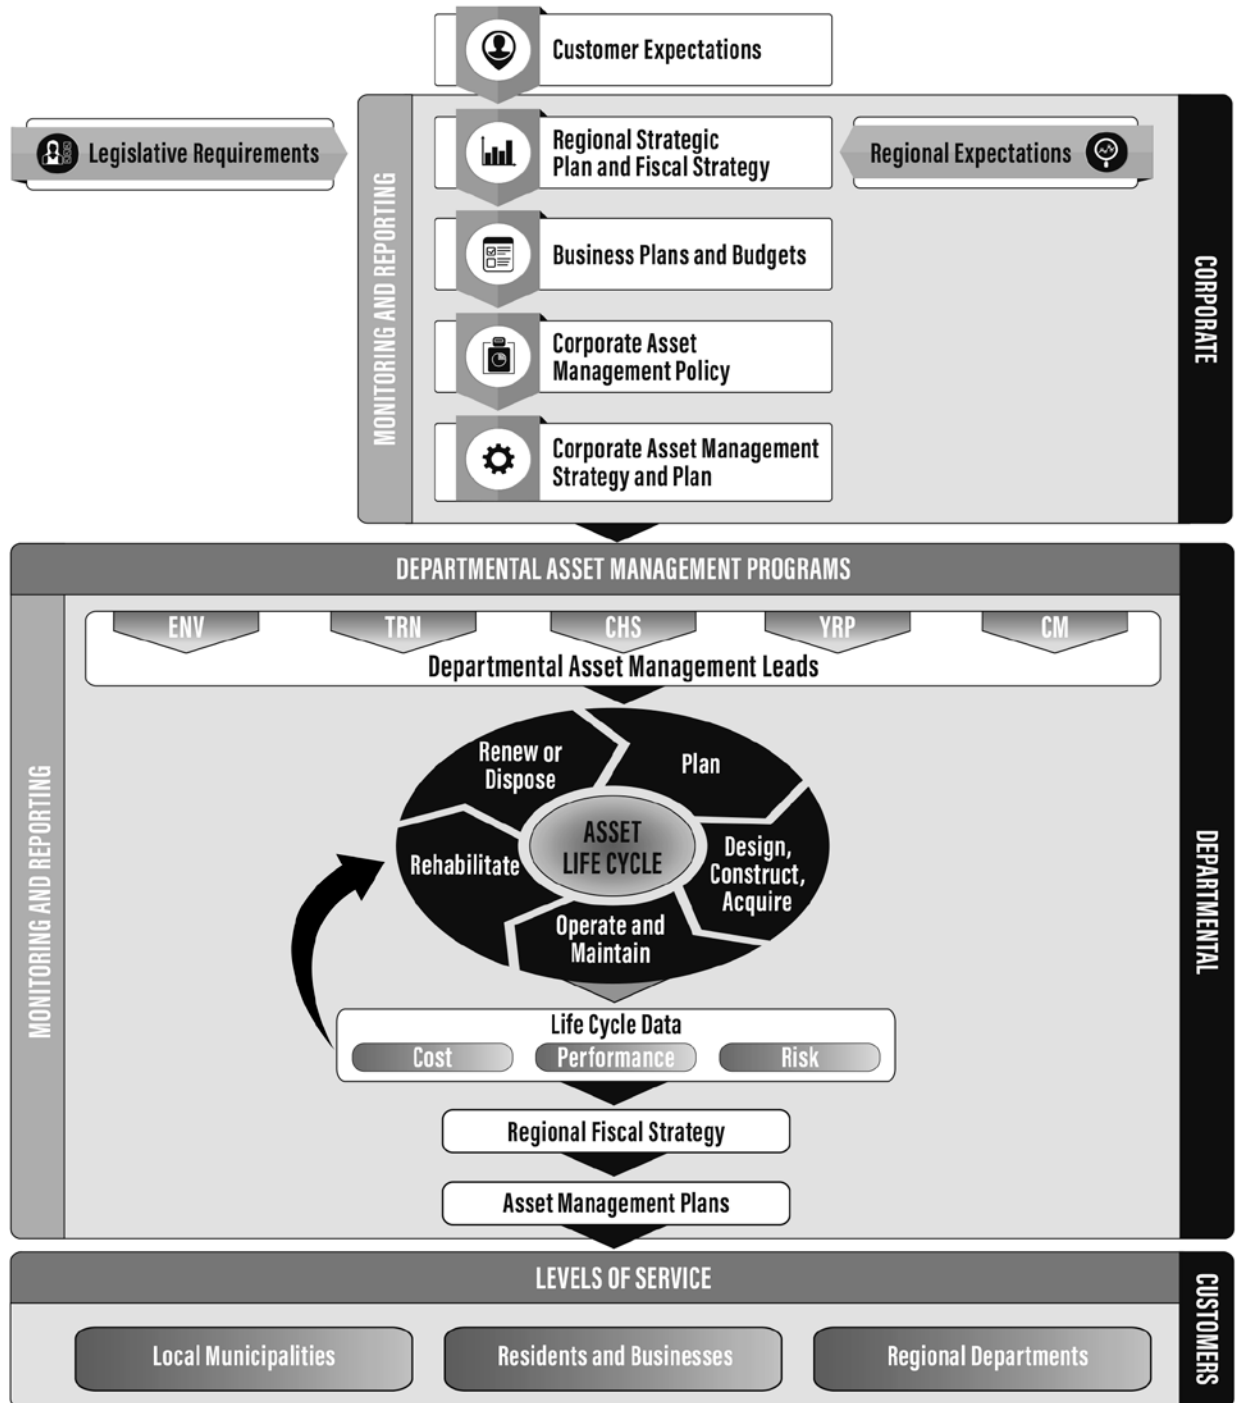 Customer Expectations
Legislative Requirements
Regional Strategic
Plan and Fiscal Strategy
Regional Expectations
MONITORING AND REPORTING
Business Plans and Budgets
CORPORATE
Corporate Asset
Management Policy
Corporate Asset Management
Strategy and Plan
DEPARTMENTAL ASSET MANAGEMENT PROGRAMS
ENV
TRN
CHS
YRP
CM
Departmental Asset Management Leads
MONITORING AND REPORTING
DEPARTMENTAL
Renew or
Dispose
Plan
ASSET
LIFE CYCLE
Rehabilitate
Design,
Construct,
Acquire
Operate and
Maintain
Life Cycle Data
Cost
Performance
Risk
Regional Fiscal Strategy
Asset Management Plans
LEVELS OF SERVICE
CUSTOMERS
Local Municipalities
Residents and Businesses
Regional Departments